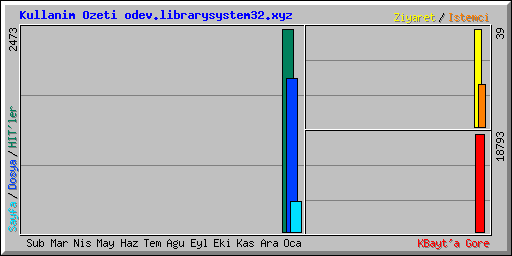 Kullanim Ozeti odev.librarysystem32.xyz
Ziyaret / Istemci
2473
39
18793
Sayfa / Dosya / HIT'ler
Sub Mar Nis May Haz Tem Agu Eyl Eki Kas Ara Oca
KBayt'a Gore